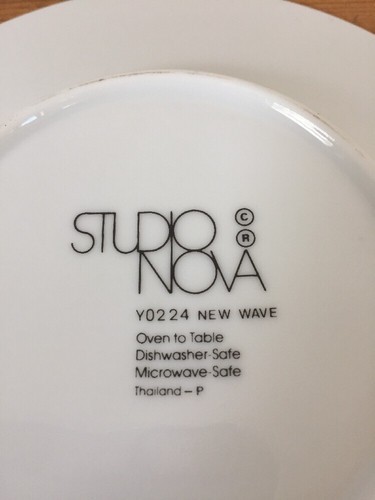 STUDIO ©
NOVA ®
Y0224 NEW WAVE
Oven to Table
Dishwasher-Safe
Microwave-Safe
Thailand – P